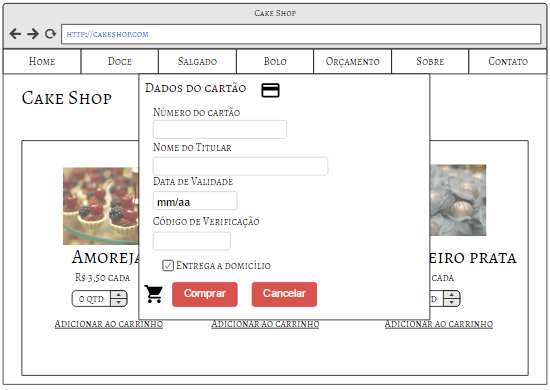 Cake Shop
http://cakeshop.com
Home Doce Salgado Bolo Orçamento Sobre Contato
Cake Shop
Dados do cartão
Número do cartão
Nome do Titular
Data de Validade
mm/aa
Código de Verificação
Entrega a domicílio
Comprar Cancelar
Amoreja
eiro prata
R$ 3,50 cada
cada
0 qtd
td
Adicionar ao carrinho Adicionar ao carrinho Adicionar ao carrinho